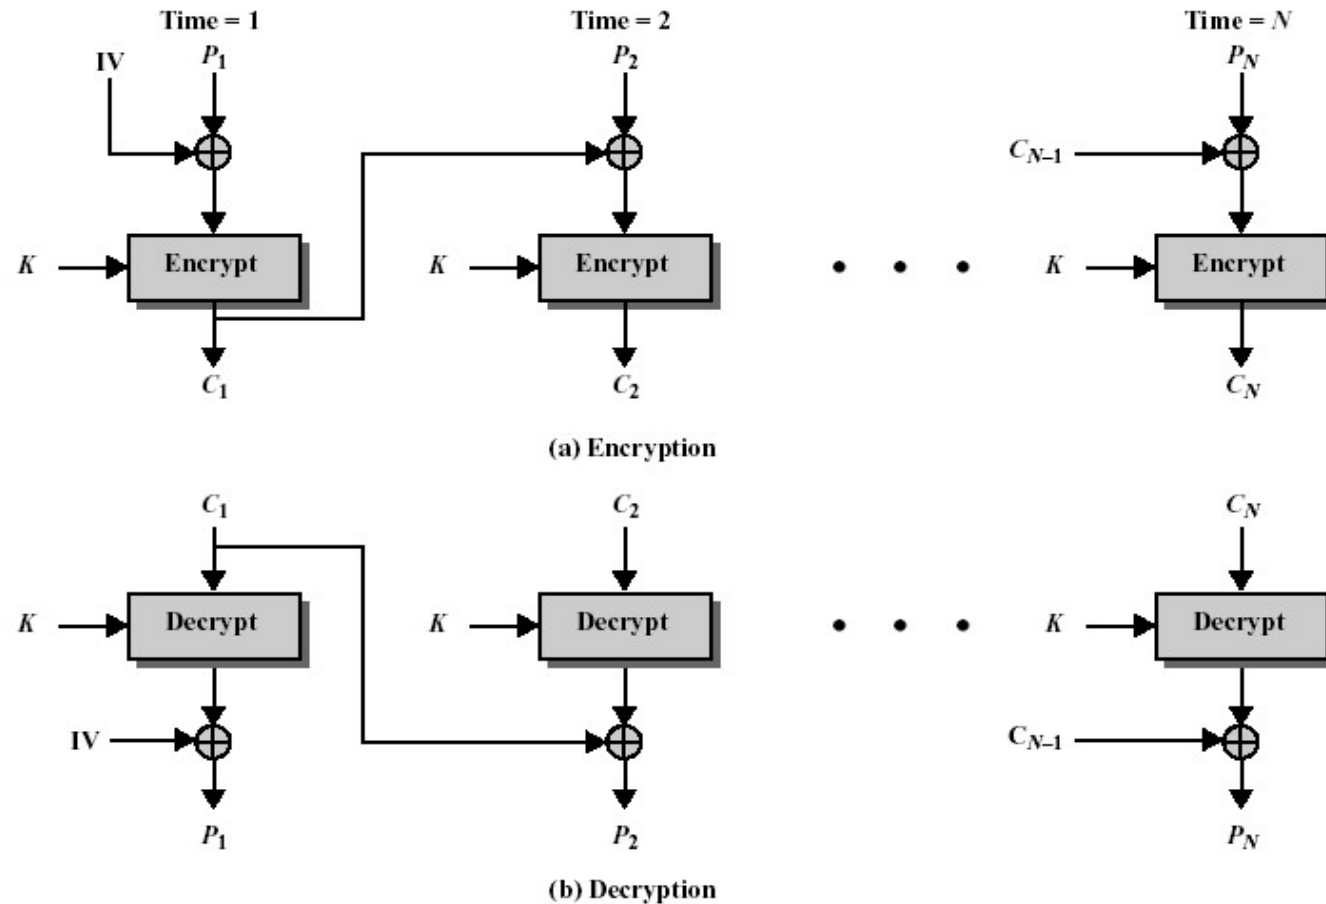 Time = 1 Time = 2 Time = N
IV P1 P2 PN
CN–1
K Encrypt K Encrypt K Encrypt
C1 C2 CN
(a) Encryption
C1 C2 CN
K Decrypt K Decrypt K Decrypt
IV CN–1
P1 P2 PN
(b) Decryption